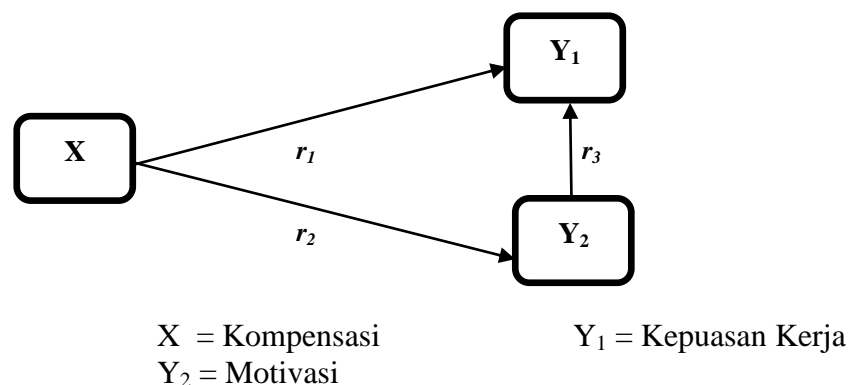 Y₁
X
r₁
r₃
r₂
Y₂
X = Kompensasi Y₁ = Kepuasan Kerja
Y₂ = Motivasi